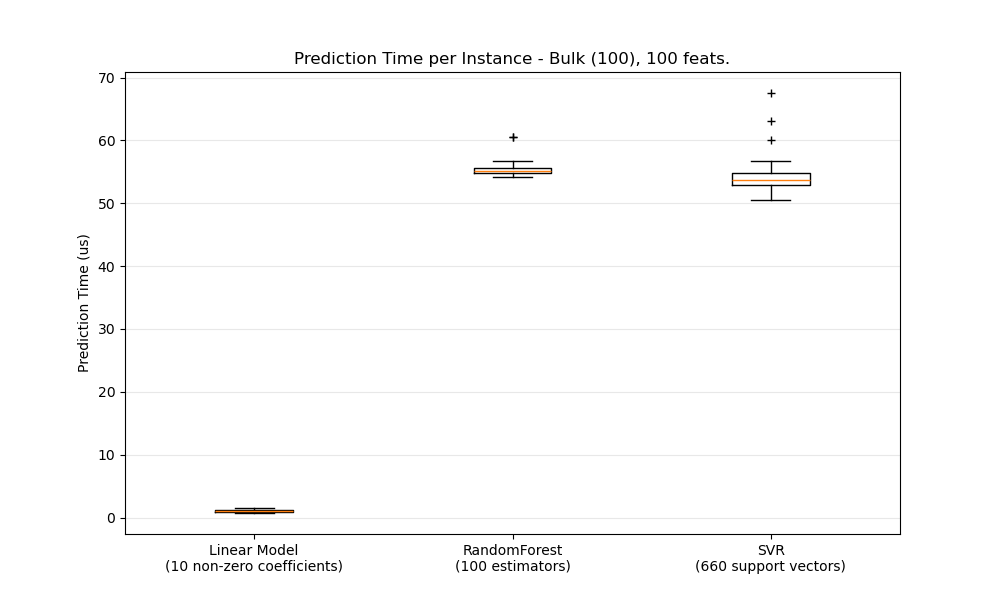 Prediction Time per Instance - Bulk (100), 100 feats.
Prediction Time (us)
70
60
50
40
30
20
10
0
Linear Model
(10 non-zero coefficients)
RandomForest
(100 estimators)
SVR
(660 support vectors)